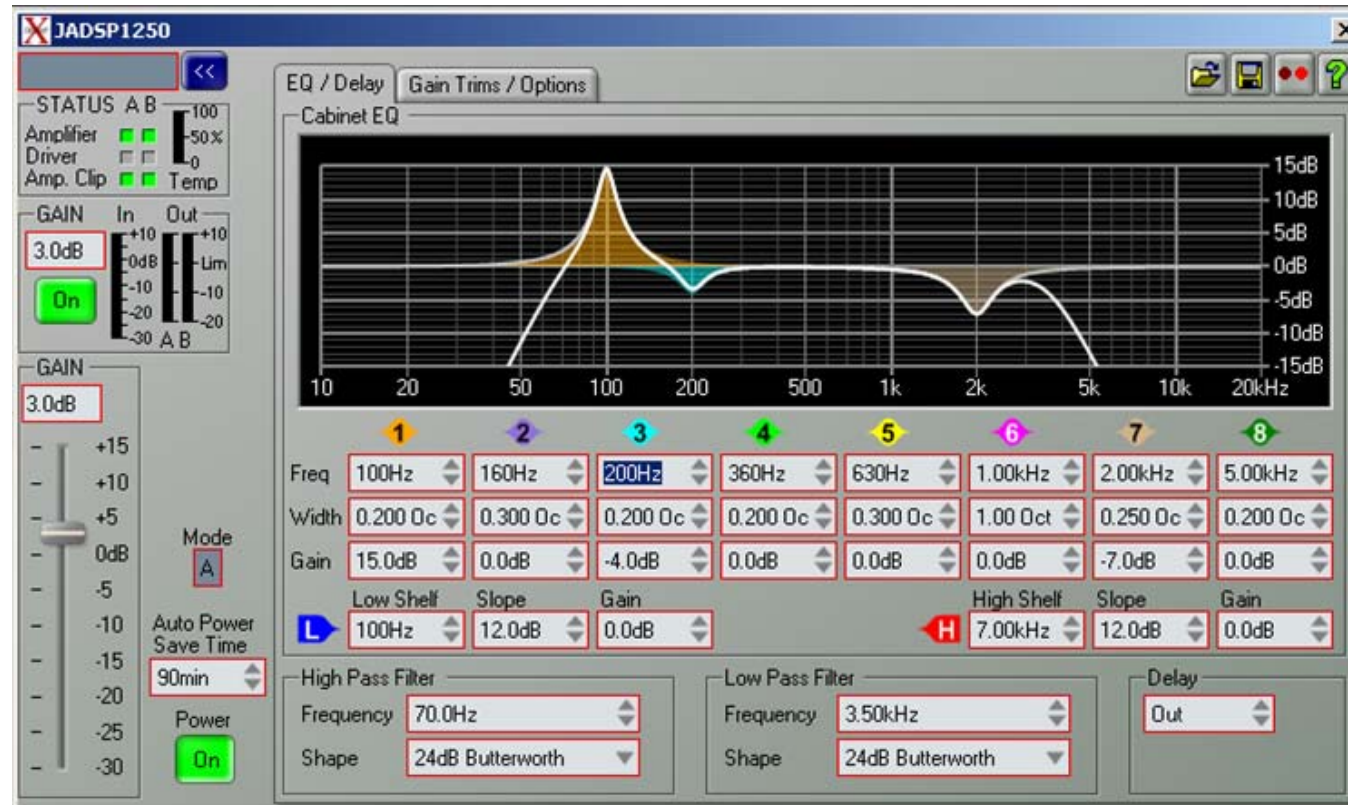 JADSP1250
<<
EQ / Delay
Gain Trims / Options
STATUS A B
Amplifier
Driver
Amp. Clip
100
50%
0
Temp
GAIN In Out
3.0dB
On
+10
0dB
-10
-20
-30
+10
Lim
-10
-20
A B
GAIN
3.0dB
+15
+10
+5
0dB
-5
-10
-15
-20
-25
-30
Mode
A
Auto Power
Save Time
90min
Power
On
Cabinet EQ
15dB
10dB
5dB
0dB
-5dB
-10dB
-15dB
10 20 50 100 200 500 1k 2k 5k 10k 20kHz
1 2 3 4 5 6 7 8
Freq 100Hz 160Hz 200Hz 360Hz 630Hz 1.00kHz 2.00kHz 5.00kHz
Width 0.200 Oc 0.300 Oc 0.200 Oc 0.200 Oc 0.300 Oc 1.00 Oct 0.250 Oc 0.200 Oc
Gain 15.0dB 0.0dB -4.0dB 0.0dB 0.0dB 0.0dB -7.0dB 0.0dB
Low Shelf Slope Gain High Shelf Slope Gain
L 100Hz 12.0dB 0.0dB H 7.00kHz 12.0dB 0.0dB
High Pass Filter
Frequency 70.0Hz
Shape 24dB Butterworth
Low Pass Filter
Frequency 3.50kHz
Shape 24dB Butterworth
Delay
Out